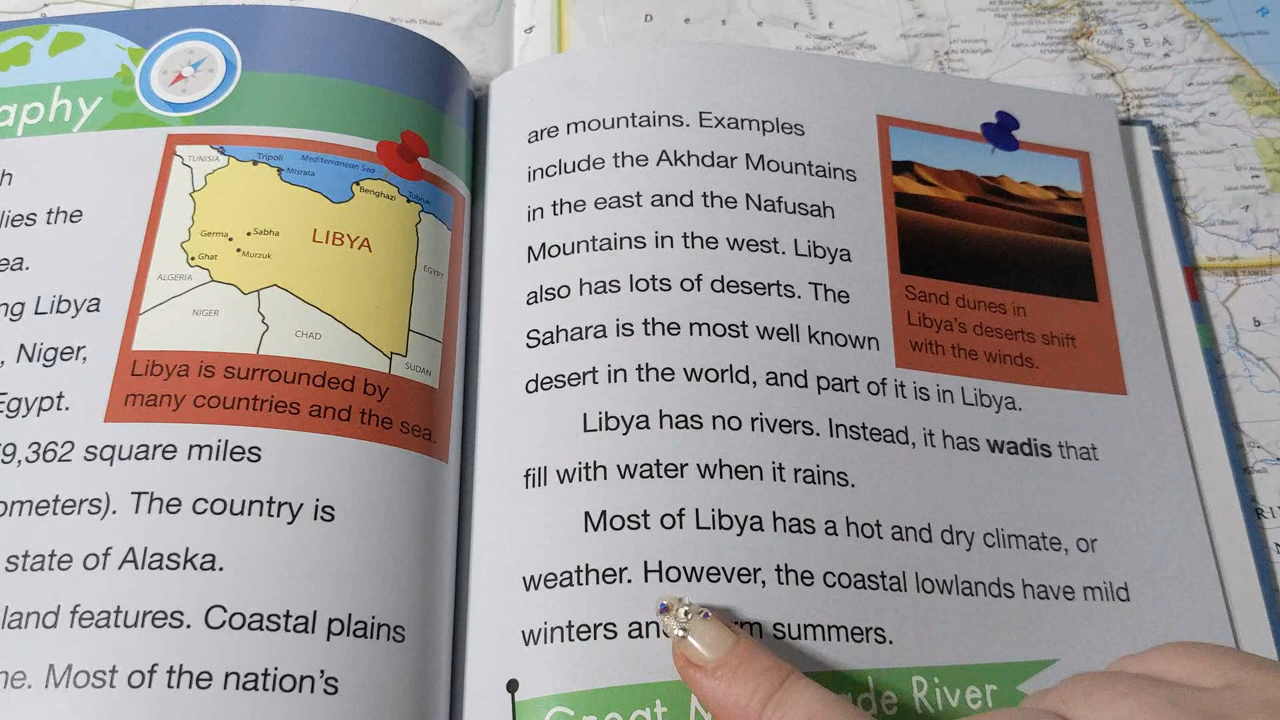 aphy
TUNISIA
Tripoli
Mediterranean Sea
Misrata
Benghazi
Tobruk
Germa
Sabha
LIBYA
Murzuk
Ghat
EGYPT
ALGERIA
NIGER
CHAD
SUDAN
Libya is surrounded by
many countries and the sea.
lies the
ea.
ng Libya
, Niger,
Egypt.
9,362 square miles
ometers). The country is
state of Alaska.
land features. Coastal plains
ne. Most of the nation's
are mountains. Examples
include the Akhdar Mountains
in the east and the Nafusah
Mountains in the west. Libya
also has lots of deserts. The
Sahara is the most well known
desert in the world, and part of it is in Libya.
Sand dunes in
Libya's deserts shift
with the winds.
Libya has no rivers. Instead, it has wadis that
fill with water when it rains.
Most of Libya has a hot and dry climate, or
weather. However, the coastal lowlands have mild
winters and summers.
Great River
Desert
SEA